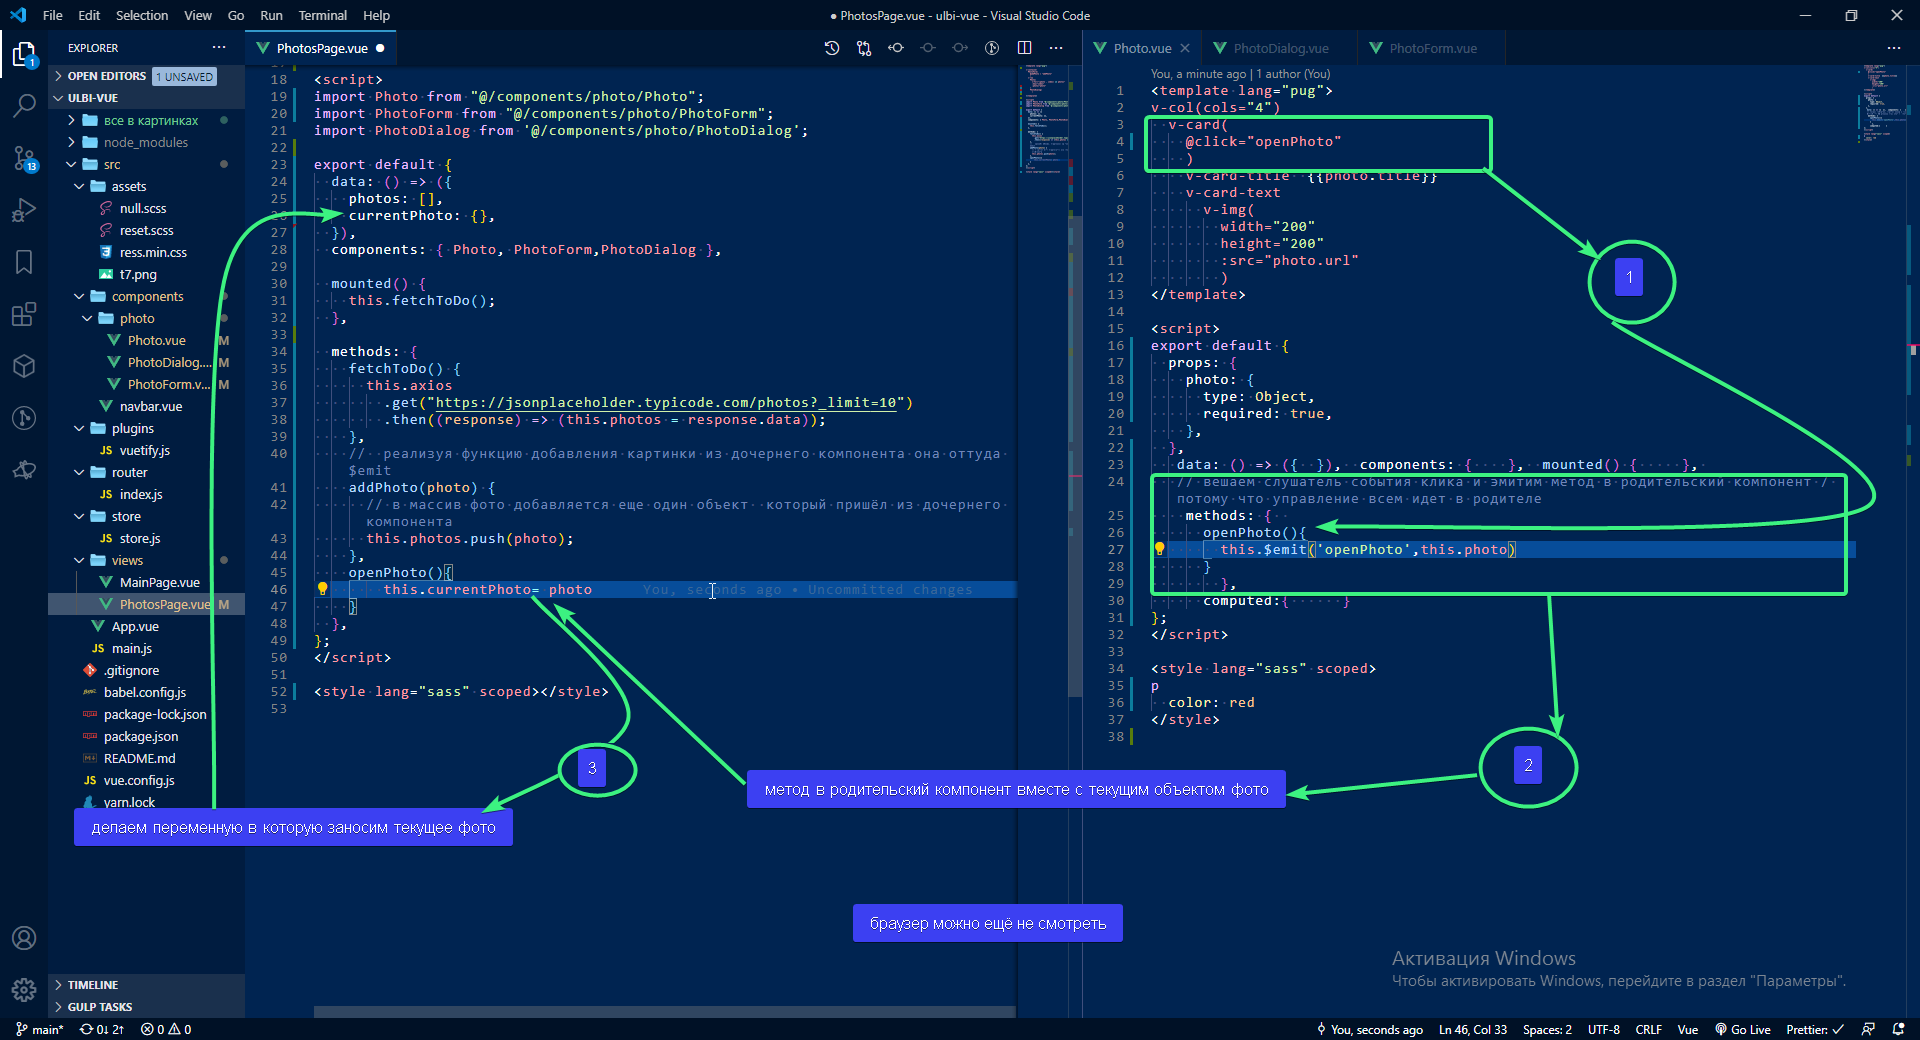 File Edit Selection View Go Run Terminal Help
● PhotosPage.vue - ulbi-vue - Visual Studio Code
EXPLORER
OPEN EDITORS 1 UNSAVED
ULBI-VUE
все в картинках
node_modules
src
assets
null.scss
reset.scss
ress.min.css
t7.png
components
photo
Photo.vue M
PhotoDialog.... M
PhotoForm.v... M
navbar.vue
plugins
JS vuetify.js
router
JS index.js
store
JS store.js
views
MainPage.vue
PhotosPage.vue M
App.vue
JS main.js
.gitignore
babel.config.js
package-lock.json
package.json
README.md
JS vue.config.js
yarn.lock
TIMELINE
GULP TASKS
1
13
PhotosPage.vue ●
18 <script>
19 import Photo from "@/components/photo/Photo";
20 import PhotoForm from "@/components/photo/PhotoForm";
21 import PhotoDialog from '@/components/photo/PhotoDialog';
22
23 export default {
24 data: () => ({
25 photos: [],
26 currentPhoto: {},
27 }),
28 components: { Photo, PhotoForm,PhotoDialog },
29
30 mounted() {
31 this.fetchToDo();
32 },
33
34 methods: {
35 fetchToDo() {
36 this.axios
37 .get("https://jsonplaceholder.typicode.com/photos?_limit=10")
38 .then((response) => (this.photos = response.data));
39 },
40 // реализуя функцию добавления картинки из дочернего компонента она оттуда
$emit
41 addPhoto(photo) {
42 // в массив фото добавляется еще один объект который пришёл из дочернего
компонента
43 this.photos.push(photo);
44 },
45 openPhoto(){
46 this.currentPhoto= photo You, seconds ago • Uncommitted changes
47 }
48 },
49 };
50 </script>
51
52 <style lang="sass" scoped></style>
53
Photo.vue PhotoDialog.vue PhotoForm.vue
You, a minute ago | 1 author (You)
1 <template lang="pug">
2 v-col(cols="4")
3 v-card(
4 @click="openPhoto"
5 )
6 v-card-title {{photo.title}}
7 v-card-text
8 v-img(
9 width="200"
10 height="200"
11 :src="photo.url"
12 )
13 </template>
14
15 <script>
16 export default {
17 props: {
18 photo: {
19 type: Object,
20 required: true,
21 },
22 },
23 data: () => ({ }), components: { }, mounted() { },
24 // вешаем слушатель события клика и эмитим метод в родительский компонент /
потому что управление всем идет в родителе
25 methods: {
26 openPhoto(){
27 this.$emit('openPhoto',this.photo)
28 }
29 },
30 computed:{ }
31 };
32 </script>
33
34 <style lang="sass" scoped>
35 p
36 color: red
37 </style>
38
1
2
3
метод в родительский компонент вместе с текущим объектом фото
делаем переменную в которую заносим текущее фото
браузер можно ещё не смотреть
Активация Windows
Чтобы активировать Windows, перейдите в раздел "Параметры".
main* 0↓ 2↑ 0 0
You, seconds ago Ln 46, Col 33 Spaces: 2 UTF-8 CRLF Vue Go Live Prettier: ✓